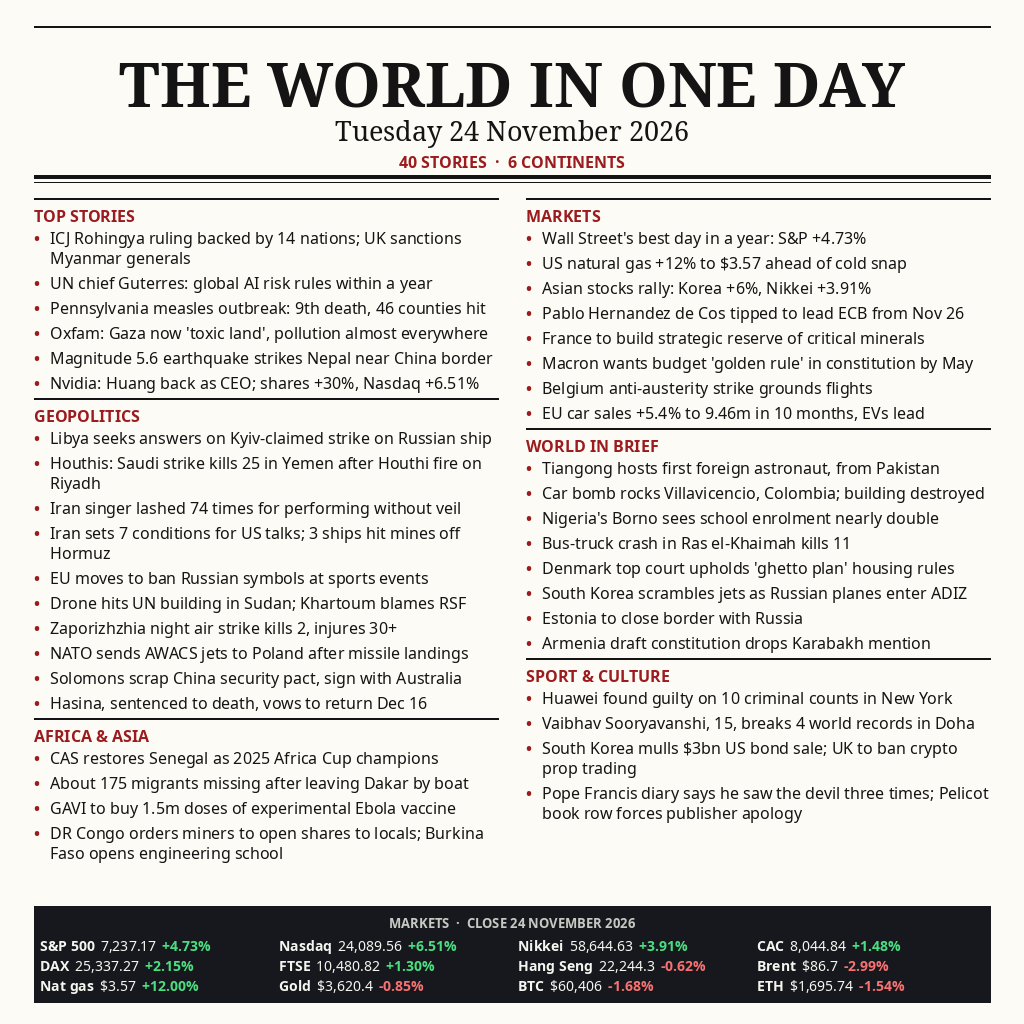 THE WORLD IN ONE DAY
Tuesday 24 November 2026
40 STORIES · 6 CONTINENTS
TOP STORIES
• ICJ Rohingya ruling backed by 14 nations; UK sanctions
Myanmar generals
• UN chief Guterres: global AI risk rules within a year
• Pennsylvania measles outbreak: 9th death, 46 counties hit
• Oxfam: Gaza now 'toxic land', pollution almost everywhere
• Magnitude 5.6 earthquake strikes Nepal near China border
• Nvidia: Huang back as CEO; shares +30%, Nasdaq +6.51%
GEOPOLITICS
• Libya seeks answers on Kyiv-claimed strike on Russian ship
• Houthis: Saudi strike kills 25 in Yemen after Houthi fire on
Riyadh
• Iran singer lashed 74 times for performing without veil
• Iran sets 7 conditions for US talks; 3 ships hit mines off
Hormuz
• EU moves to ban Russian symbols at sports events
• Drone hits UN building in Sudan; Khartoum blames RSF
• Zaporizhzhia night air strike kills 2, injures 30+
• NATO sends AWACS jets to Poland after missile landings
• Solomons scrap China security pact, sign with Australia
• Hasina, sentenced to death, vows to return Dec 16
AFRICA & ASIA
• CAS restores Senegal as 2025 Africa Cup champions
• About 175 migrants missing after leaving Dakar by boat
• GAVI to buy 1.5m doses of experimental Ebola vaccine
• DR Congo orders miners to open shares to locals; Burkina
Faso opens engineering school
MARKETS
• Wall Street's best day in a year: S&P +4.73%
• US natural gas +12% to $3.57 ahead of cold snap
• Asian stocks rally: Korea +6%, Nikkei +3.91%
• Pablo Hernandez de Cos tipped to lead ECB from Nov 26
• France to build strategic reserve of critical minerals
• Macron wants budget 'golden rule' in constitution by May
• Belgium anti-austerity strike grounds flights
• EU car sales +5.4% to 9.46m in 10 months, EVs lead
WORLD IN BRIEF
• Tiangong hosts first foreign astronaut, from Pakistan
• Car bomb rocks Villavicencio, Colombia; building destroyed
• Nigeria's Borno sees school enrolment nearly double
• Bus-truck crash in Ras el-Khaimah kills 11
• Denmark top court upholds 'ghetto plan' housing rules
• South Korea scrambles jets as Russian planes enter ADIZ
• Estonia to close border with Russia
• Armenia draft constitution drops Karabakh mention
SPORT & CULTURE
• Huawei found guilty on 10 criminal counts in New York
• Vaibhav Sooryavanshi, 15, breaks 4 world records in Doha
• South Korea mulls $3bn US bond sale; UK to ban crypto
prop trading
• Pope Francis diary says he saw the devil three times; Pelicot
book row forces publisher apology
MARKETS · CLOSE 24 NOVEMBER 2026
S&P 500 7,237.17 +4.73% Nasdaq 24,089.56 +6.51% Nikkei 58,644.63 +3.91% CAC 8,044.84 +1.48%
DAX 25,337.27 +2.15% FTSE 10,480.82 +1.30% Hang Seng 22,244.3 -0.62% Brent $86.7 -2.99%
Nat gas $3.57 +12.00% Gold $3,620.4 -0.85% BTC $60,406 -1.68% ETH $1,695.74 -1.54%